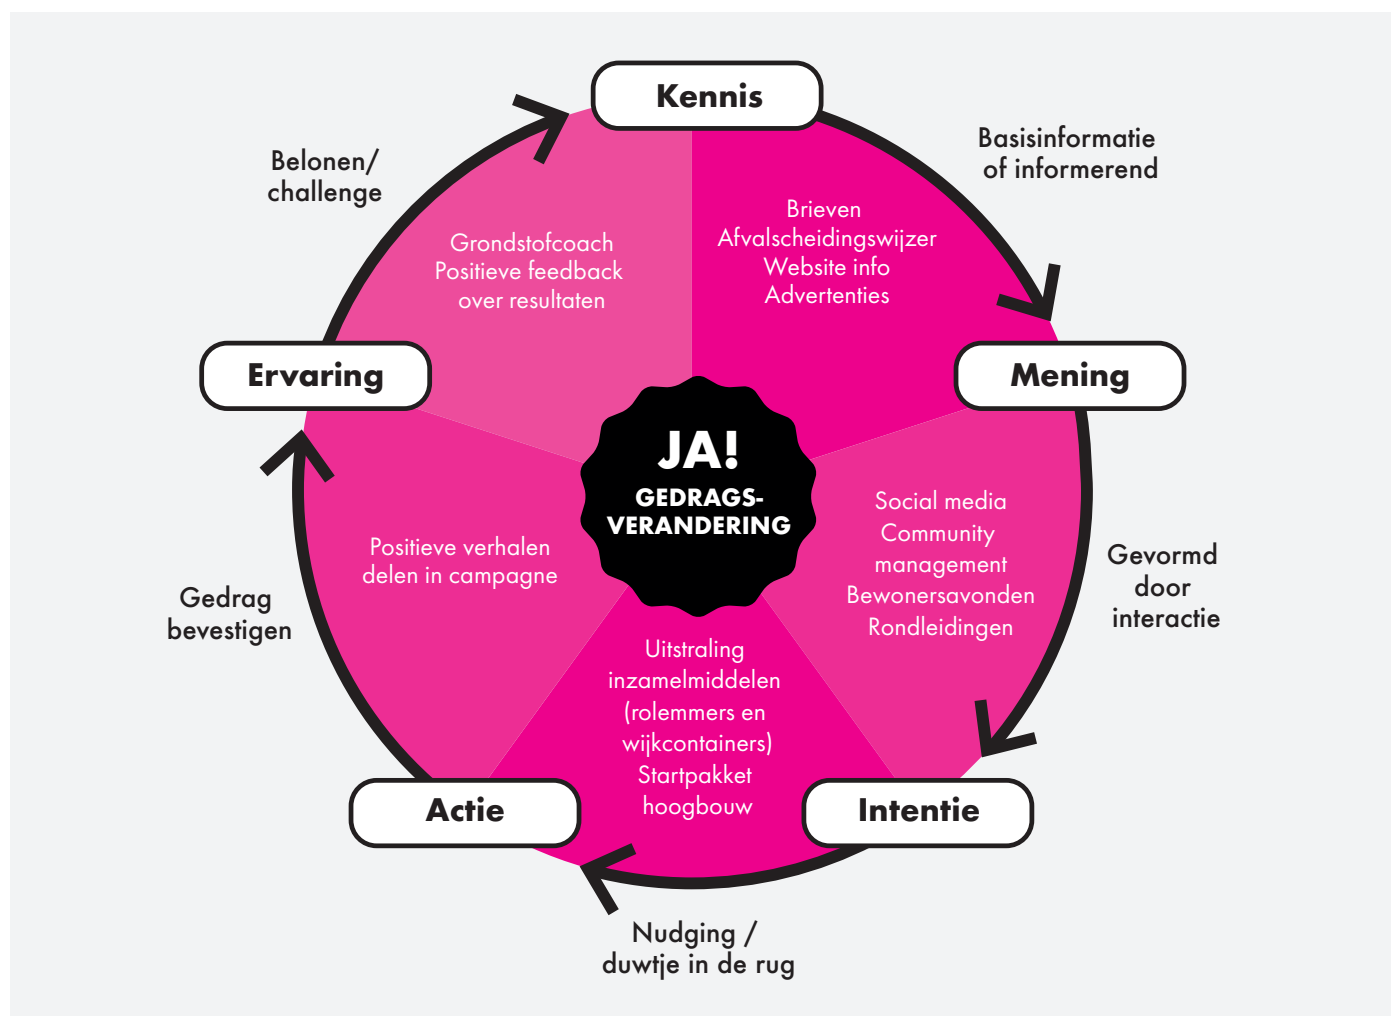 Kennis
Basisinformatie
of informerend
Brieven
Afvalscheidingswijzer
Website info
Advertenties
Mening
Social media
Community
management
Bewonersavonden
Rondleidingen
Gevormd
door
interactie
Intentie
Uitstraling
inzamelmiddelen
(rolemmers en
wijkcontainers)
Startpakket
hoogbouw
Nudging /
duwtje in de rug
Actie
Positieve verhalen
delen in campagne
Gedrag
bevestigen
Ervaring
Grondstofcoach
Positieve feedback
over resultaten
Belonen/
challenge
JA!
GEDRAGS-
VERANDERING